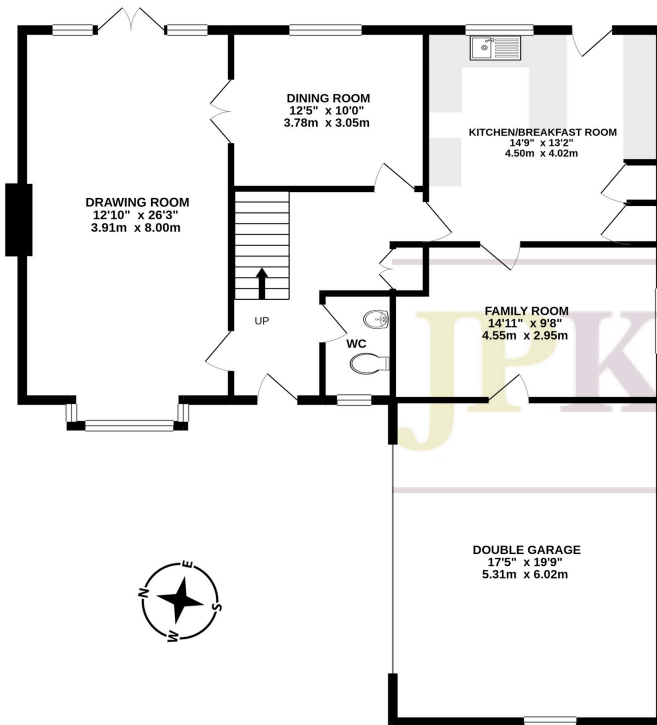 DINING ROOM
12'5" x 10'0"
3.78m x 3.05m
KITCHEN/BREAKFAST ROOM
14'9" x 13'2"
4.50m x 4.02m
DRAWING ROOM
12'10" x 26'3"
3.91m x 8.00m
UP
WC
FAMILY ROOM
14'11" x 9'8"
4.55m x 2.95m
JPK
DOUBLE GARAGE
17'5" x 19'9"
5.31m x 6.02m
N
E
S
W